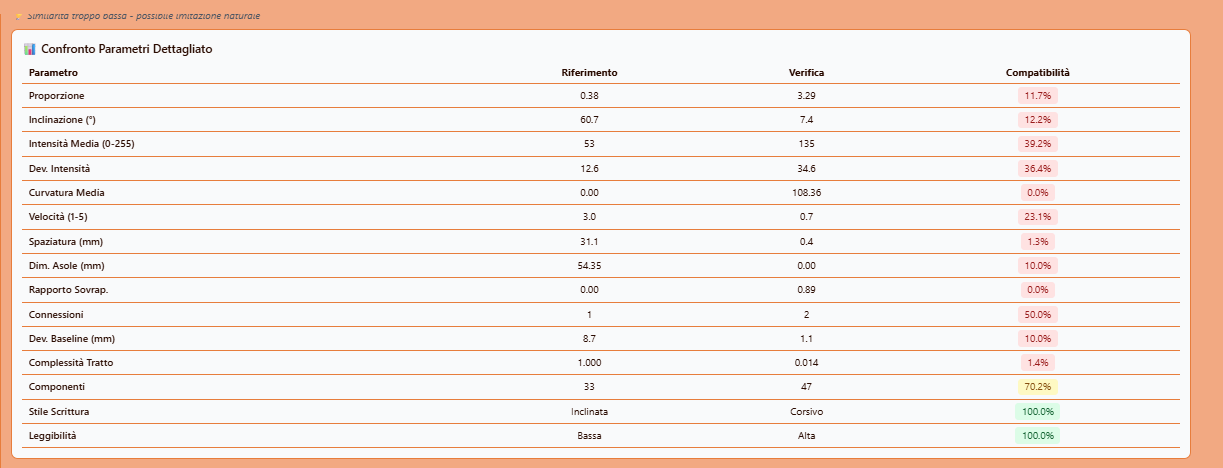 Similarità troppo bassa - possibile imitazione naturale
Confronto Parametri Dettagliato
Parametro Riferimento Verifica Compatibilità
Proporzione 0.38 3.29 11.7%
Inclinazione (°) 60.7 7.4 12.2%
Intensità Media (0-255) 53 135 39.2%
Dev. Intensità 12.6 34.6 36.4%
Curvatura Media 0.00 108.36 0.0%
Velocità (1-5) 3.0 0.7 23.1%
Spaziatura (mm) 31.1 0.4 1.3%
Dim. Asole (mm) 54.35 0.00 10.0%
Rapporto Sovrap. 0.00 0.89 0.0%
Connessioni 1 2 50.0%
Dev. Baseline (mm) 8.7 1.1 10.0%
Complessità Tratto 1.000 0.014 1.4%
Componenti 33 47 70.2%
Stile Scrittura Inclinata Corsivo 100.0%
Leggibilità Bassa Alta 100.0%